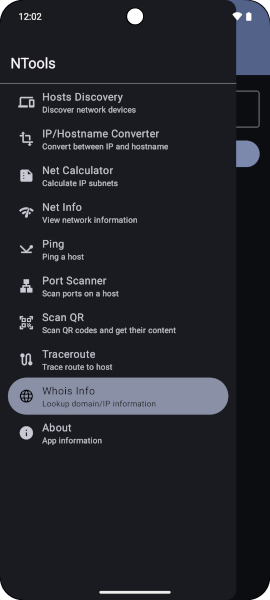 12:02
NTools
Hosts Discovery
Discover network devices
IP/Hostname Converter
Convert between IP and hostname
Net Calculator
Calculate IP subnets
Net Info
View network information
Ping
Ping a host
Port Scanner
Scan ports on a host
Scan QR
Scan QR codes and get their content
Traceroute
Trace route to host
Whois Info
Lookup domain/IP information
About
App information